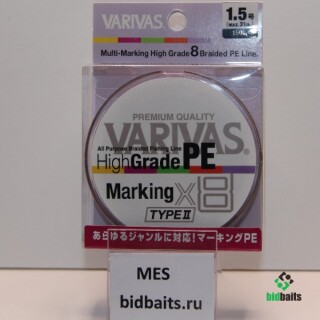 VARIVAS
1.5号
Multi-Marking High Grade 8 Braided PE Line
PREMIUM QUALITY
VARIVAS
All Purpose Braided Fishing Line
High Grade PE
Marking X8
TYPE II
あらゆるジャンルに対応!マーキングPE
MES
bidbaits.ru
bidbaits